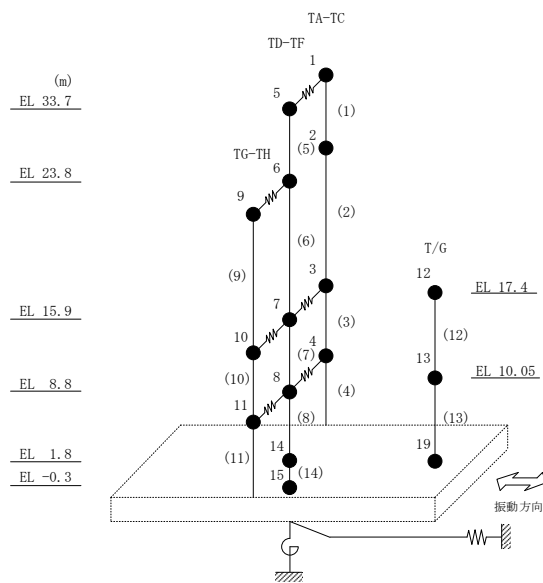 TA-TC
TD-TF
1
(m)
5
EL 33.7
(1)
2
(5)
TG-TH
6
EL 23.8
9
(2)
(6)
T/G
(9)
3
12
EL 17.4
7
EL 15.9
10
(3)
(12)
4
(7)
13
8
(10)
EL 10.05
EL 8.8
11
(4)
(8)
(13)
14
19
(11)
EL 1.8
15
(14)
EL -0.3
振動方向